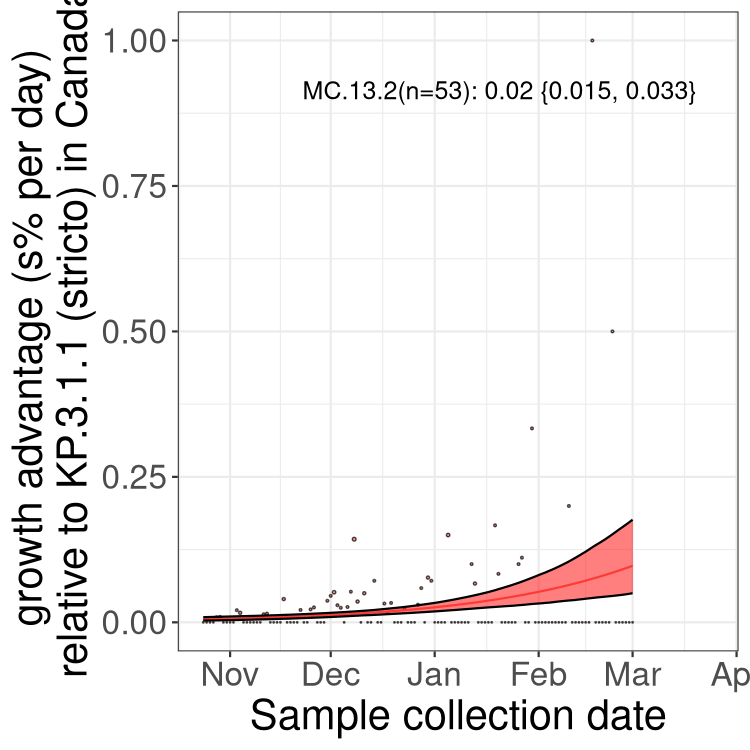 growth advantage (s% per day)
relative to KP.3.1.1 (stricto) in Canada
1.00
0.75
0.50
0.25
0.00
MC.13.2(n=53): 0.02 {0.015, 0.033}
Nov Dec Jan Feb Mar Ap
Sample collection date